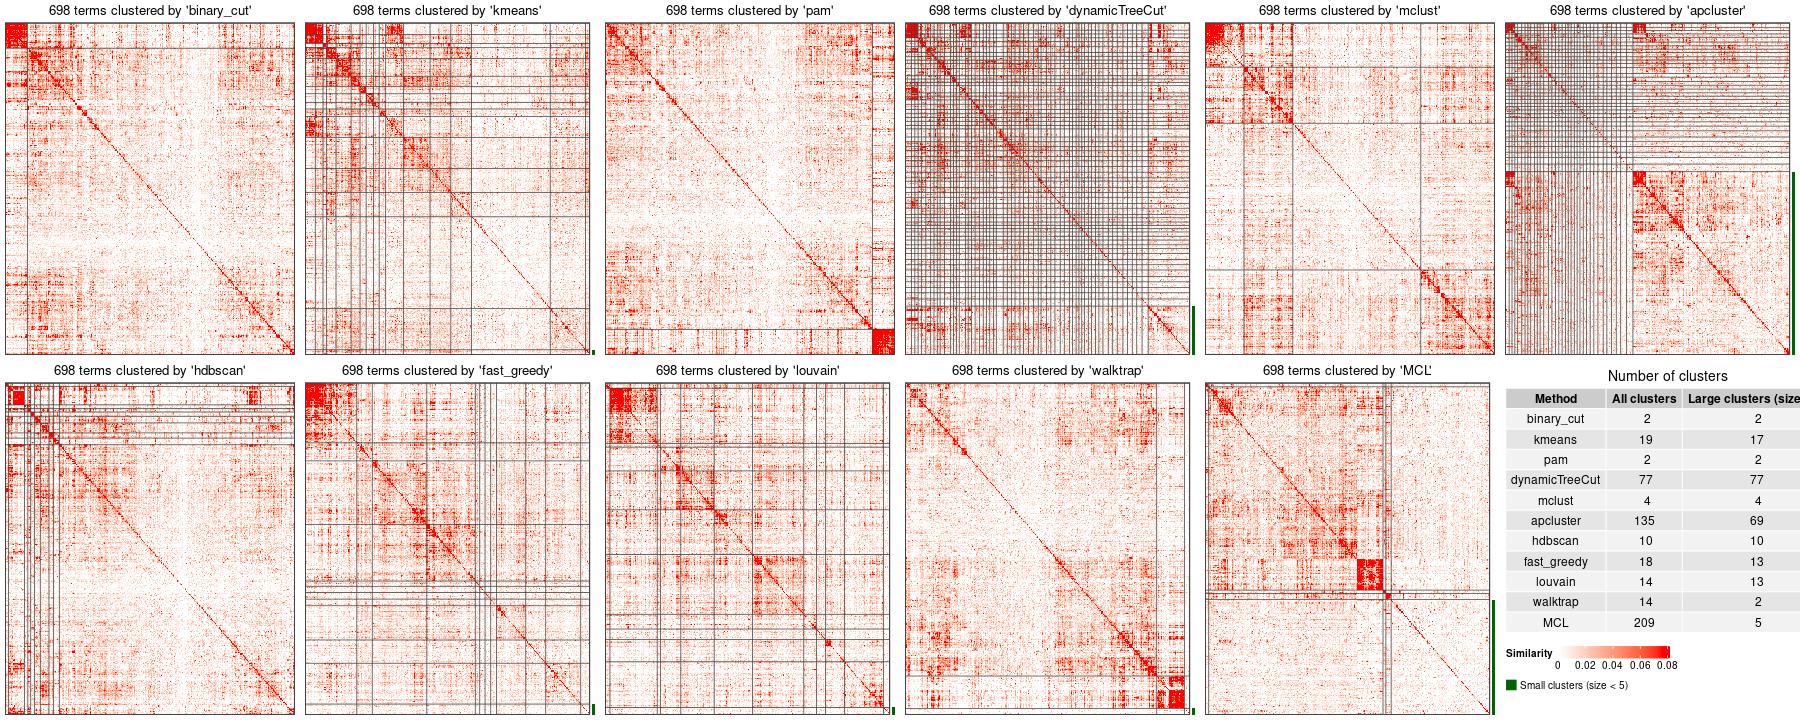 698 terms clustered by 'binary_cut'
698 terms clustered by 'kmeans'
698 terms clustered by 'pam'
698 terms clustered by 'dynamicTreeCut'
698 terms clustered by 'mclust'
698 terms clustered by 'apcluster'
698 terms clustered by 'hdbscan'
698 terms clustered by 'fast_greedy'
698 terms clustered by 'louvain'
698 terms clustered by 'walktrap'
698 terms clustered by 'MCL'
Number of clusters
Method All clusters Large clusters (size
binary_cut 2 2
kmeans 19 17
pam 2 2
dynamicTreeCut 77 77
mclust 4 4
apcluster 135 69
hdbscan 10 10
fast_greedy 18 13
louvain 14 13
walktrap 14 2
MCL 209 5
Similarity
0 0.02 0.04 0.06 0.08
Small clusters (size < 5)